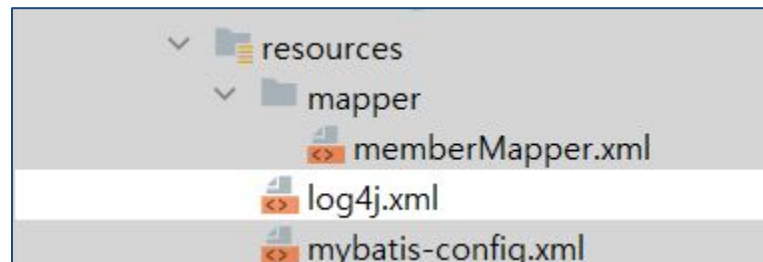 resources
mapper
memberMapper.xml
log4j.xml
mybatis-config.xml